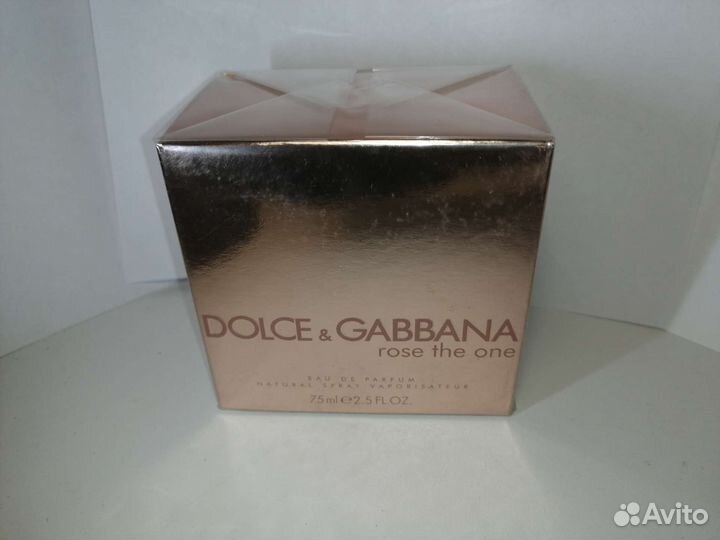 DOLCE & GABBANA
rose the one
EAU DE PARFUM
NATURAL SPRAY VAPORISATEUR
75ml e 2.5 FL.OZ.
Avito